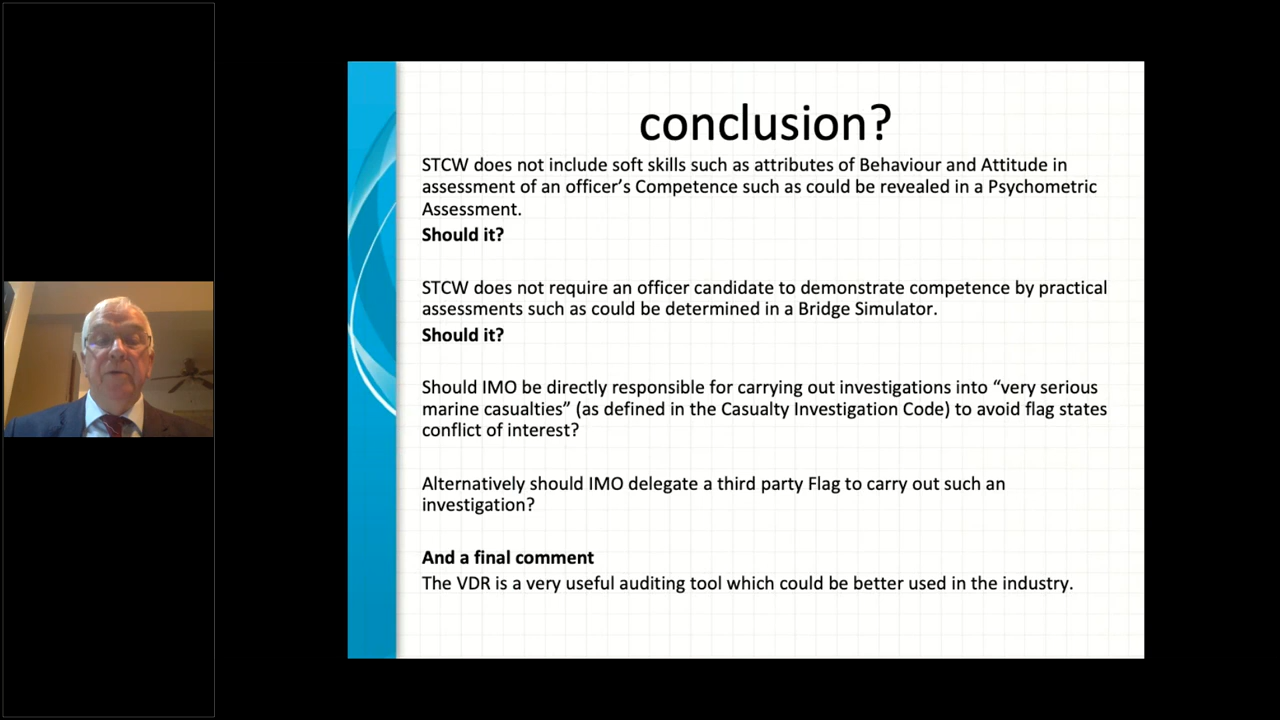 conclusion?
STCW does not include soft skills such as attributes of Behaviour and Attitude in
assessment of an officer’s Competence such as could be revealed in a Psychometric
Assessment.
Should it?
STCW does not require an officer candidate to demonstrate competence by practical
assessments such as could be determined in a Bridge Simulator.
Should it?
Should IMO be directly responsible for carrying out investigations into “very serious
marine casualties” (as defined in the Casualty Investigation Code) to avoid flag states
conflict of interest?
Alternatively should IMO delegate a third party Flag to carry out such an
investigation?
And a final comment
The VDR is a very useful auditing tool which could be better used in the industry.